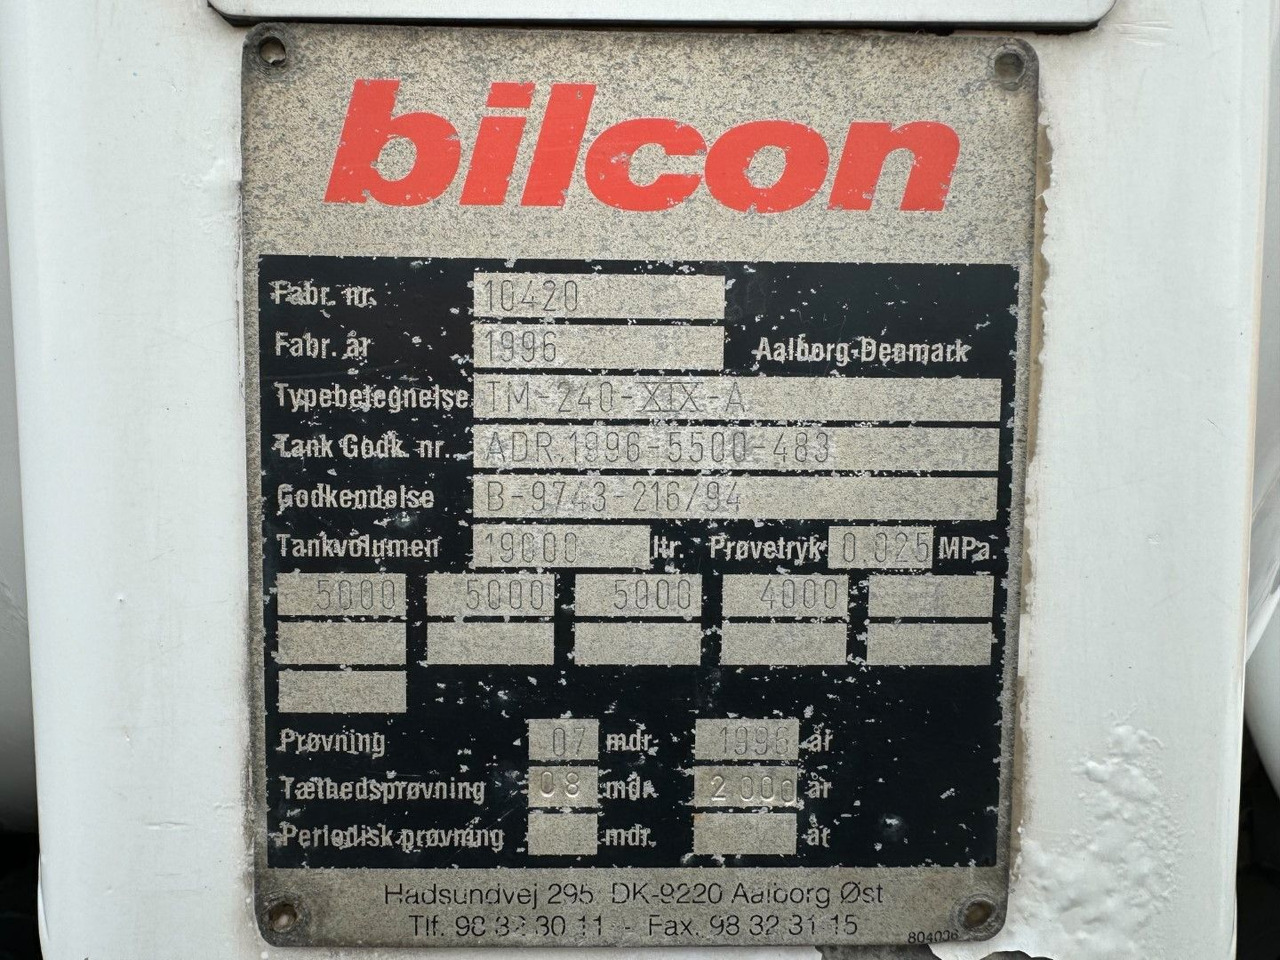 bilcon
Fabr. nr. 10420
Fabr. år 1996 Aalborg-Denmark
Typebetegnelse TM-240-XIX-A
Tank Godk. nr. ADR.1996-5500-483
Godkendelse B-9743-216/94
Tankvolumen 19000 ltr. Prøvetryk 0.025 MPa.
5000 5000 5000 4000
Prøvning 07 mdr. 1996 år
Tæthedsprøvning 08 mdr. 2000 år
Periodisk prøvning mdr. år
Hadsundvej 295 DK-9220 Aalborg Øst
Tlf. 98 32 30 11 - Fax. 98 32 31 15
804036